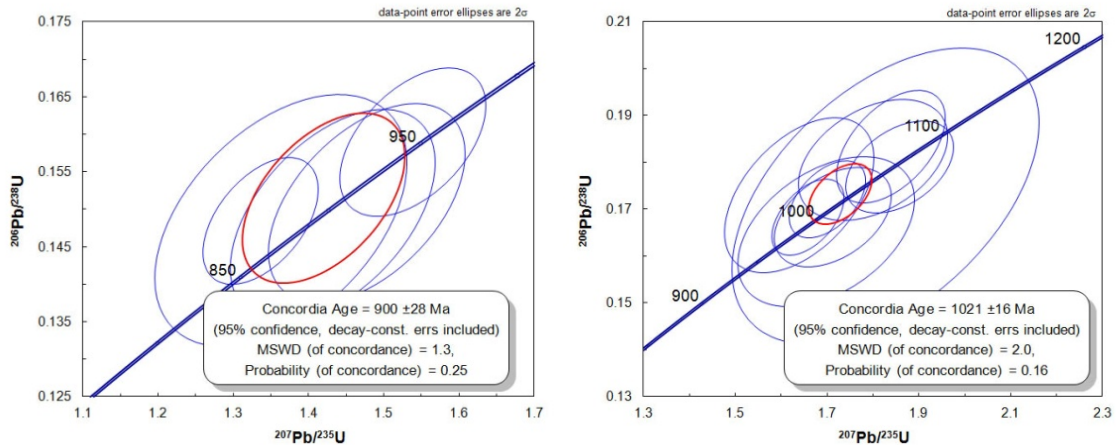 data-point error ellipses are 2σ
0.175
0.165
0.155
0.145
0.135
0.125
²⁰⁶Pb/²³⁸U
950
850
Concordia Age = 900 ±28 Ma
(95% confidence, decay-const. errs included)
MSWD (of concordance) = 1.3,
Probability (of concordance) = 0.25
1.1 1.2 1.3 1.4 1.5 1.6 1.7
²⁰⁷Pb/²³⁵U
data-point error ellipses are 2σ
0.21
0.19
0.17
0.15
0.13
²⁰⁶Pb/²³⁸U
1200
1100
1000
900
Concordia Age = 1021 ±16 Ma
(95% confidence, decay-const. errs included)
MSWD (of concordance) = 2.0,
Probability (of concordance) = 0.16
1.3 1.5 1.7 1.9 2.1 2.3
²⁰⁷Pb/²³⁵U